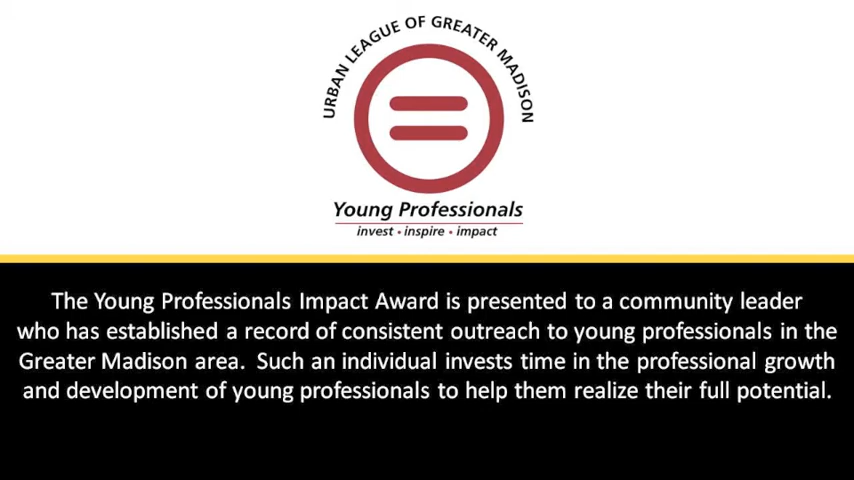 URBAN LEAGUE OF GREATER MADISON
Young Professionals
invest • inspire • impact
The Young Professionals Impact Award is presented to a community leader
who has established a record of consistent outreach to young professionals in the
Greater Madison area.  Such an individual invests time in the professional growth
and development of young professionals to help them realize their full potential.